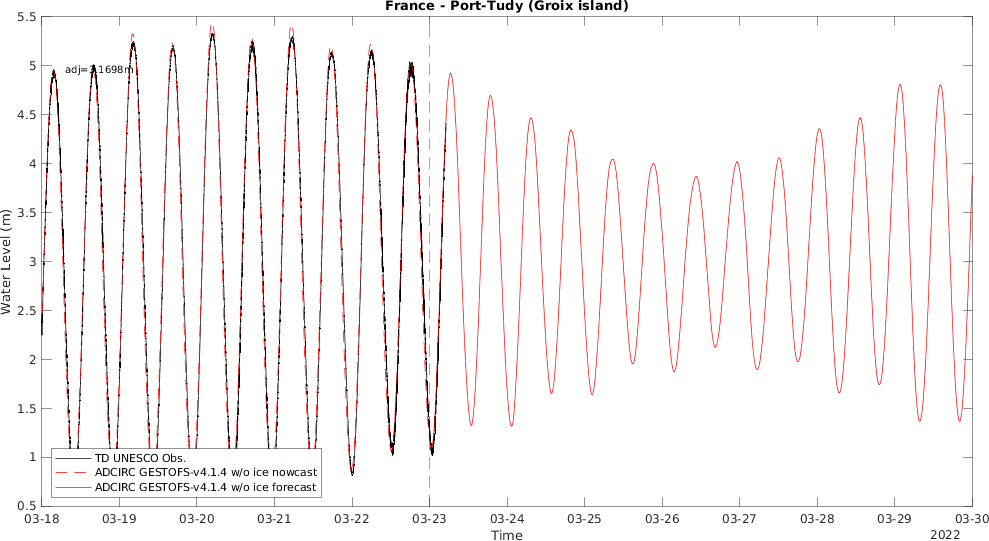 France - Port-Tudy (Groix island)
5.5
5
4.5
4
3.5
3
2.5
2
1.5
1
0.5
Water Level (m)
adj=3.1698m
TD UNESCO Obs.
ADCIRC GESTOFS-v4.1.4 w/o ice nowcast
ADCIRC GESTOFS-v4.1.4 w/o ice forecast
03-18 03-19 03-20 03-21 03-22 03-23 03-24 03-25 03-26 03-27 03-28 03-29 03-30
Time
2022